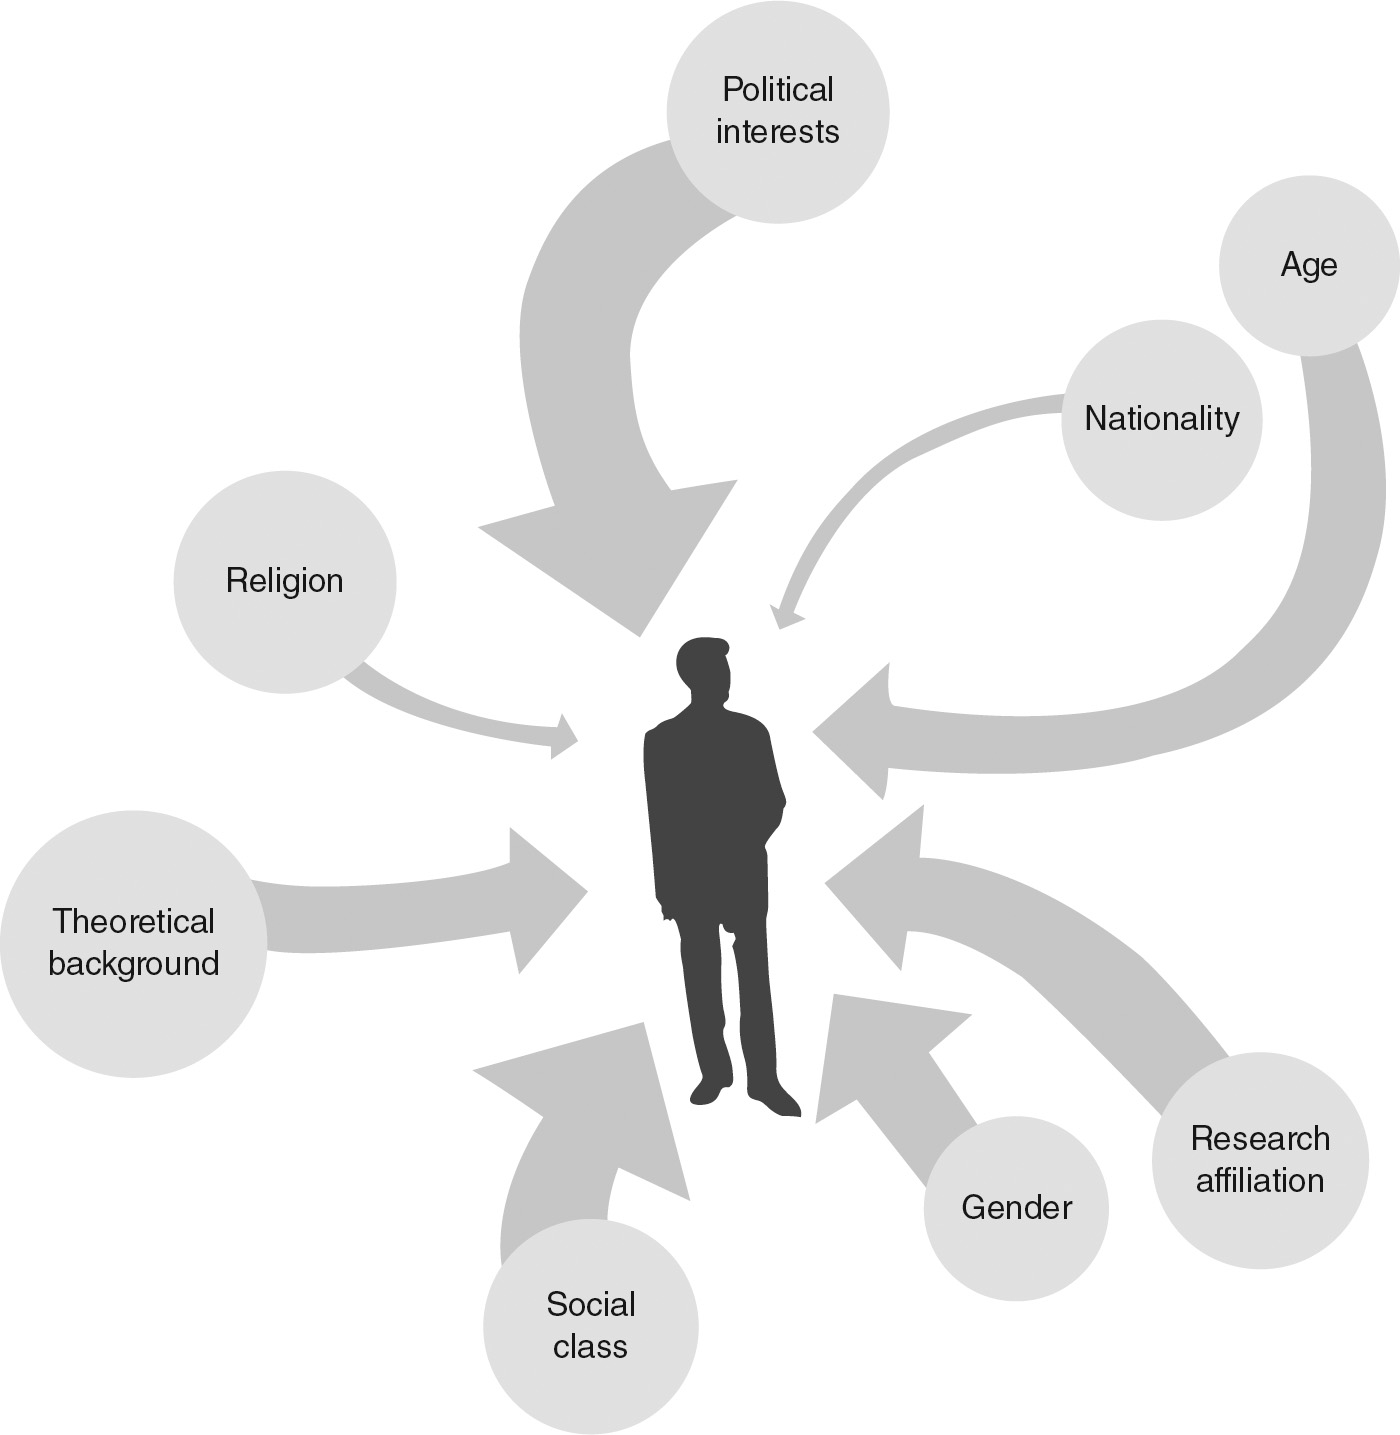 Political
interests
Age
Nationality
Religion
Theoretical
background
Research
affiliation
Gender
Social
class